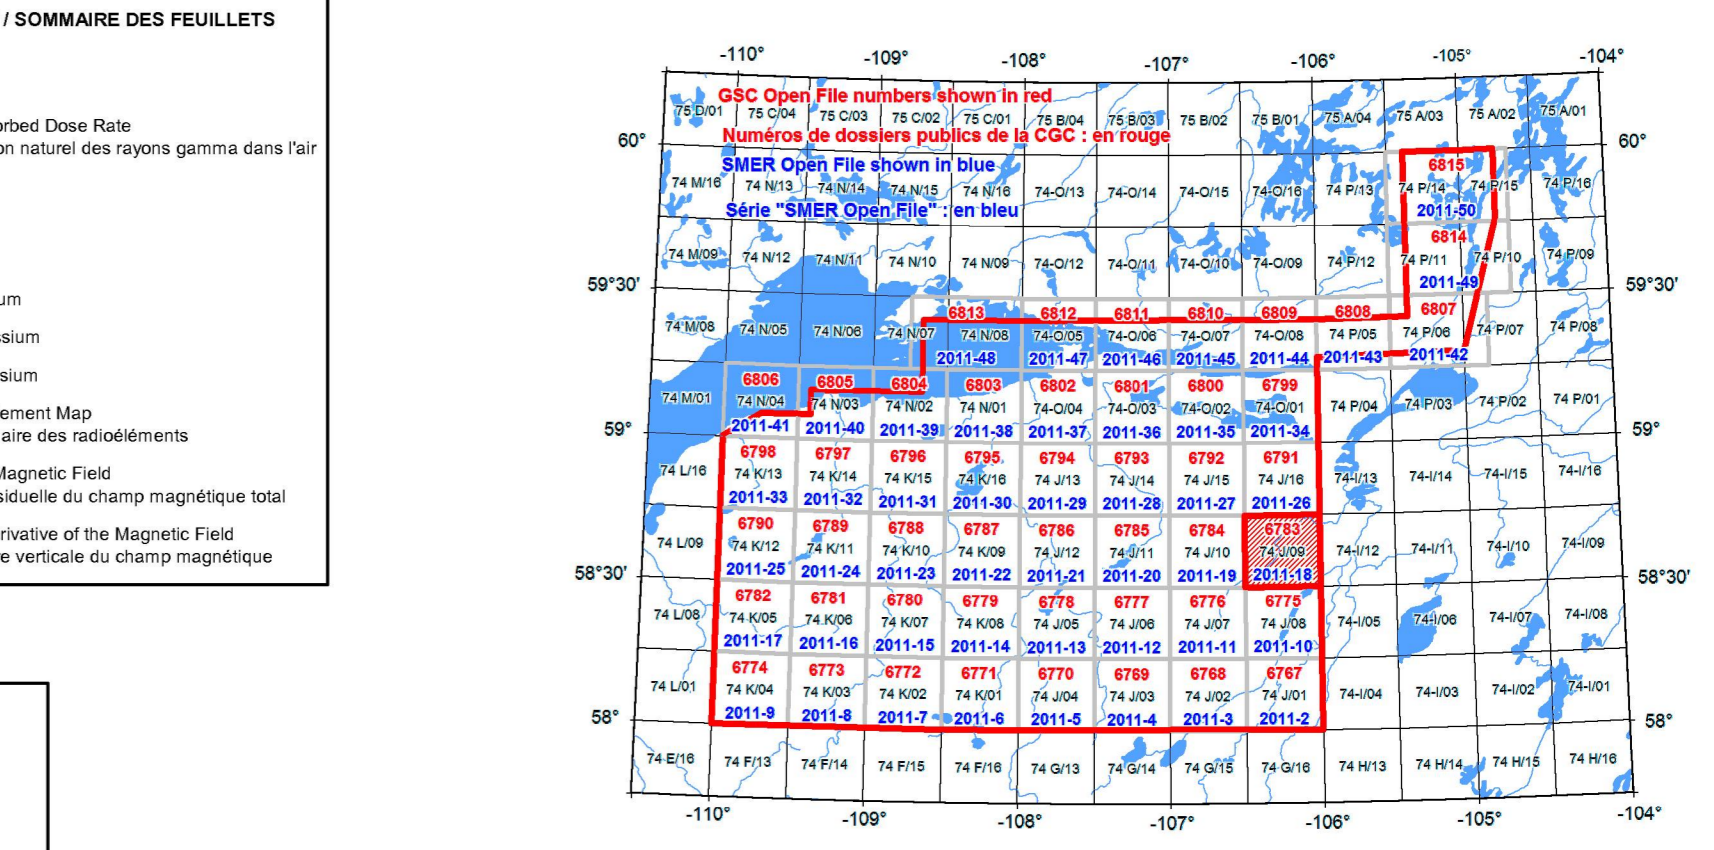 / SOMMAIRE DES FEUILLETS
orbed Dose Rate
on naturel des rayons gamma dans l'air
um
ssium
sium
ement Map
aire des radioéléments
Magnetic Field
siduelle du champ magnétique total
rivative of the Magnetic Field
re verticale du champ magnétique
-110° -109° -108° -107° -106° -105° -104°
GSC Open File numbers shown in red
75 D/01 75 C/04 75 C/03 75 C/02 75 C/01 75 B/04 75 B/03 75 B/02 75 B/01 75 A/04 75 A/03 75 A/02 75 A/01
Numéros de dossiers publics de la CGC : en rouge
60° 60°
SMER Open File shown in blue
6815
74 M/16 74 N/13 74 N/14 74 N/15 74 N/16 74-O/13 74-O/14 74-O/15 74-O/16 74 P/13 74 P/14 74 P/15 74 P/16
Série "SMER Open File" : en bleu
2011-50
6814
74 M/09 74 N/12 74 N/11 74 N/10 74 N/09 74-O/12 74-O/11 74-O/10 74-O/09 74 P/12 74 P/11 74 P/10 74 P/09
2011-49
59°30' 59°30'
6813 6812 6811 6810 6809 6808 6807
74 M/08 74 N/05 74 N/06 74 N/07 74 N/08 74-O/05 74-O/06 74-O/07 74-O/08 74 P/05 74 P/06 74 P/07 74 P/08
2011-48 2011-47 2011-46 2011-45 2011-44 2011-43 2011-42
6806 6805 6804 6803 6802 6801 6800 6799
74 M/01 74 N/04 74 N/03 74 N/02 74 N/01 74-O/04 74-O/03 74-O/02 74-O/01 74 P/04 74 P/03 74 P/02 74 P/01
2011-41 2011-40 2011-39 2011-38 2011-37 2011-36 2011-35 2011-34
59° 59°
6798 6797 6796 6795 6794 6793 6792 6791
74 L/16 74 K/13 74 K/14 74 K/15 74 K/16 74 J/13 74 J/14 74 J/15 74 J/16 74-I/13 74-I/14 74-I/15 74-I/16
2011-33 2011-32 2011-31 2011-30 2011-29 2011-28 2011-27 2011-26
6790 6789 6788 6787 6786 6785 6784 6783
74 L/09 74 K/12 74 K/11 74 K/10 74 K/09 74 J/12 74 J/11 74 J/10 74 J/09 74-I/12 74-I/11 74-I/10 74-I/09
2011-25 2011-24 2011-23 2011-22 2011-21 2011-20 2011-19 2011-18
58°30' 58°30'
6782 6781 6780 6779 6778 6777 6776 6775
74 L/08 74 K/05 74 K/06 74 K/07 74 K/08 74 J/05 74 J/06 74 J/07 74 J/08 74-I/05 74-I/06 74-I/07 74-I/08
2011-17 2011-16 2011-15 2011-14 2011-13 2011-12 2011-11 2011-10
6774 6773 6772 6771 6770 6769 6768 6767
74 L/01 74 K/04 74 K/03 74 K/02 74 K/01 74 J/04 74 J/03 74 J/02 74 J/01 74-I/04 74-I/03 74-I/02 74-I/01
2011-9 2011-8 2011-7 2011-6 2011-5 2011-4 2011-3 2011-2
58° 58°
74 E/16 74 F/13 74 F/14 74 F/15 74 F/16 74 G/13 74 G/14 74 G/15 74 G/16 74 H/13 74 H/14 74 H/15 74 H/16
-110° -109° -108° -107° -106° -105° -104°